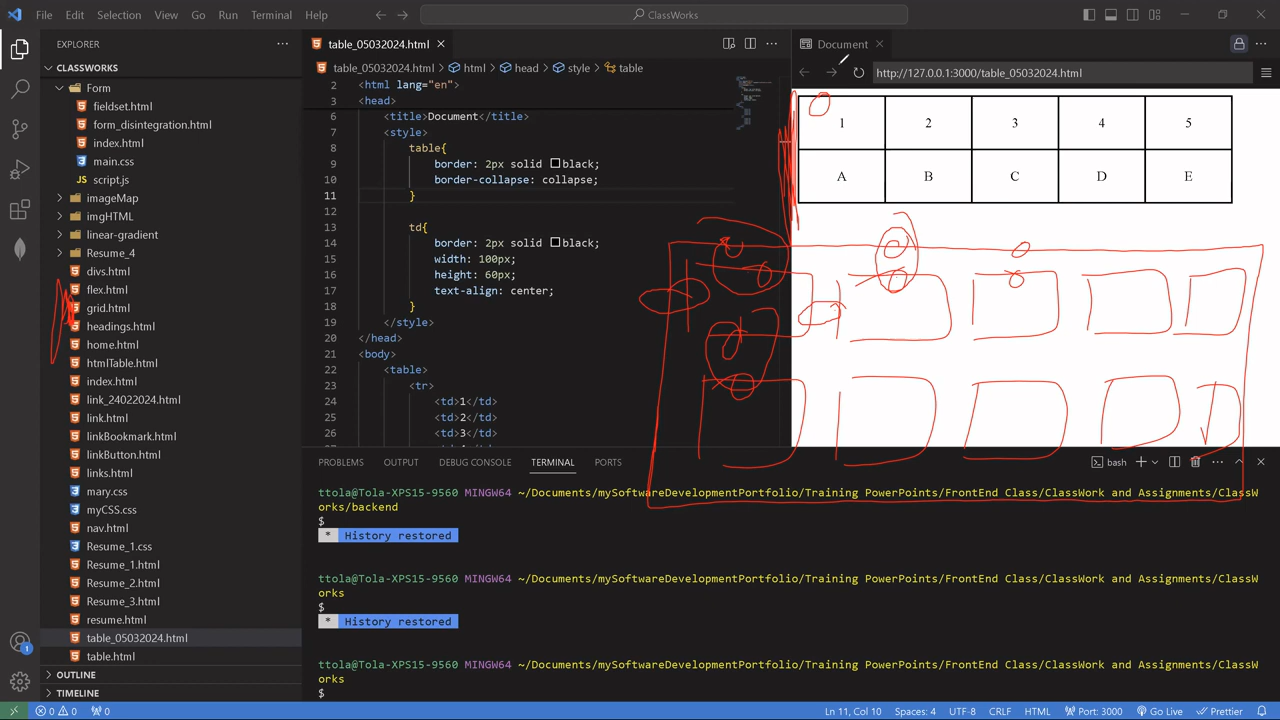 File Edit Selection View Go Run Terminal Help
ClassWorks
EXPLORER
CLASSWORKS
Form
fieldset.html
form_disintegration.html
index.html
main.css
script.js
imageMap
imgHTML
linear-gradient
Resume_4
divs.html
flex.html
grid.html
headings.html
home.html
htmlTable.html
index.html
link_24022024.html
link.html
linkBookmark.html
linkButton.html
links.html
mary.css
myCSS.css
nav.html
Resume_1.css
Resume_1.html
Resume_2.html
Resume_3.html
resume.html
table_05032024.html
table.html
OUTLINE
TIMELINE
table_05032024.html
table_05032024.html > html > head > style > table
2 <html lang="en">
3 <head>
6 <title>Document</title>
7 <style>
8 table{
9 border: 2px solid black;
10 border-collapse: collapse;
11 }
12
13 td{
14 border: 2px solid black;
15 width: 100px;
16 height: 60px;
17 text-align: center;
18 }
19 </style>
20 </head>
21 <body>
22 <table>
23 <tr>
24 <td>1</td>
25 <td>2</td>
26 <td>3</td>
Document
http://127.0.0.1:3000/table_05032024.html
1 2 3 4 5
A B C D E
PROBLEMS OUTPUT DEBUG CONSOLE TERMINAL PORTS
bash
ttola@Tola-XPS15-9560 MINGW64 ~/Documents/mySoftwareDevelopmentPortfolio/Training PowerPoints/FrontEnd Class/ClassWork and Assignments/ClassW
orks/backend
$
* History restored
ttola@Tola-XPS15-9560 MINGW64 ~/Documents/mySoftwareDevelopmentPortfolio/Training PowerPoints/FrontEnd Class/ClassWork and Assignments/ClassW
orks
$
* History restored
ttola@Tola-XPS15-9560 MINGW64 ~/Documents/mySoftwareDevelopmentPortfolio/Training PowerPoints/FrontEnd Class/ClassWork and Assignments/ClassW
orks
$
0 0 0 Ln 11, Col 10 Spaces: 4 UTF-8 CRLF HTML Port: 3000 Go Live Prettier